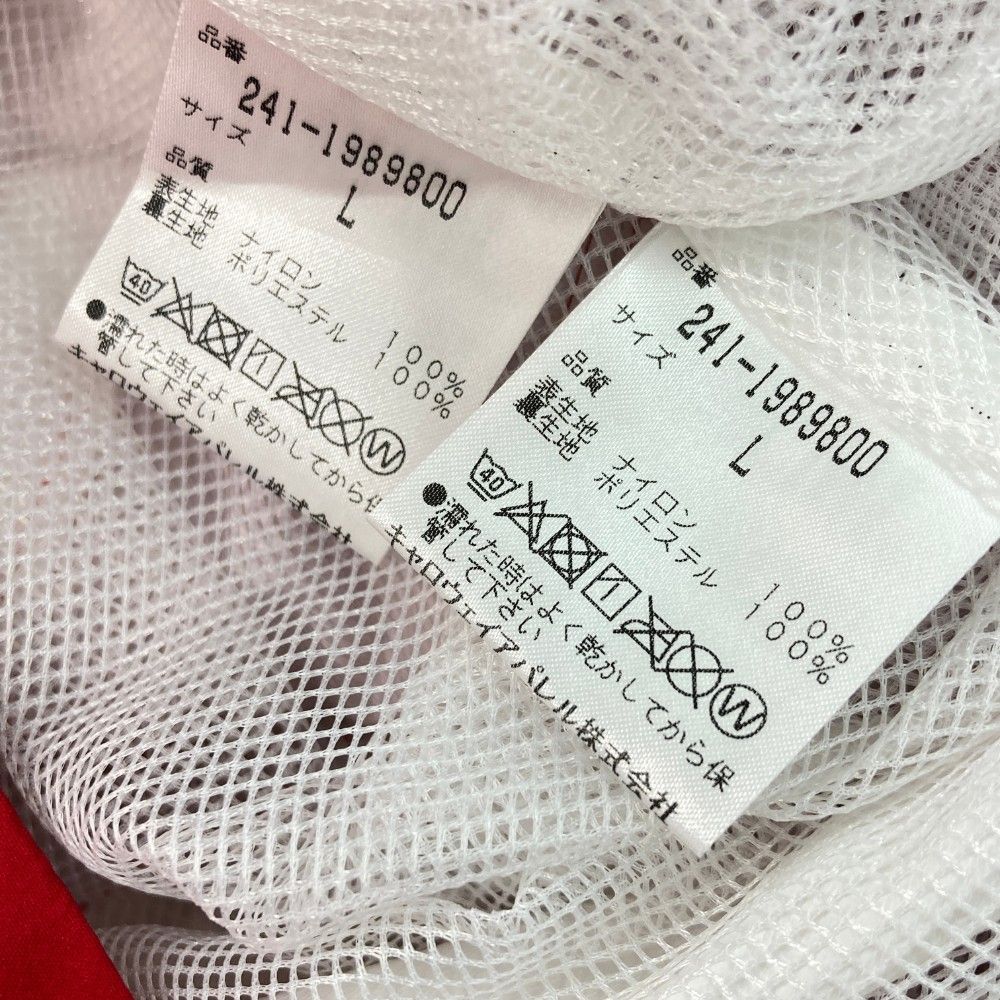 品番
241-1989800
サイズ L
品質
表生地 ナイロン 100%
裏生地 ポリエステル 100%
40
W
●濡れた時はよく乾かしてから保
管して下さい
キャロウェイアパレル株式会社
品番
241-1989800
サイズ L
品質
表生地 ナイロン 100%
裏生地 ポリエステル 100%
40
W
●濡れた時はよく乾かしてから保
管して下さい
キャロウェイアパレル株式会社